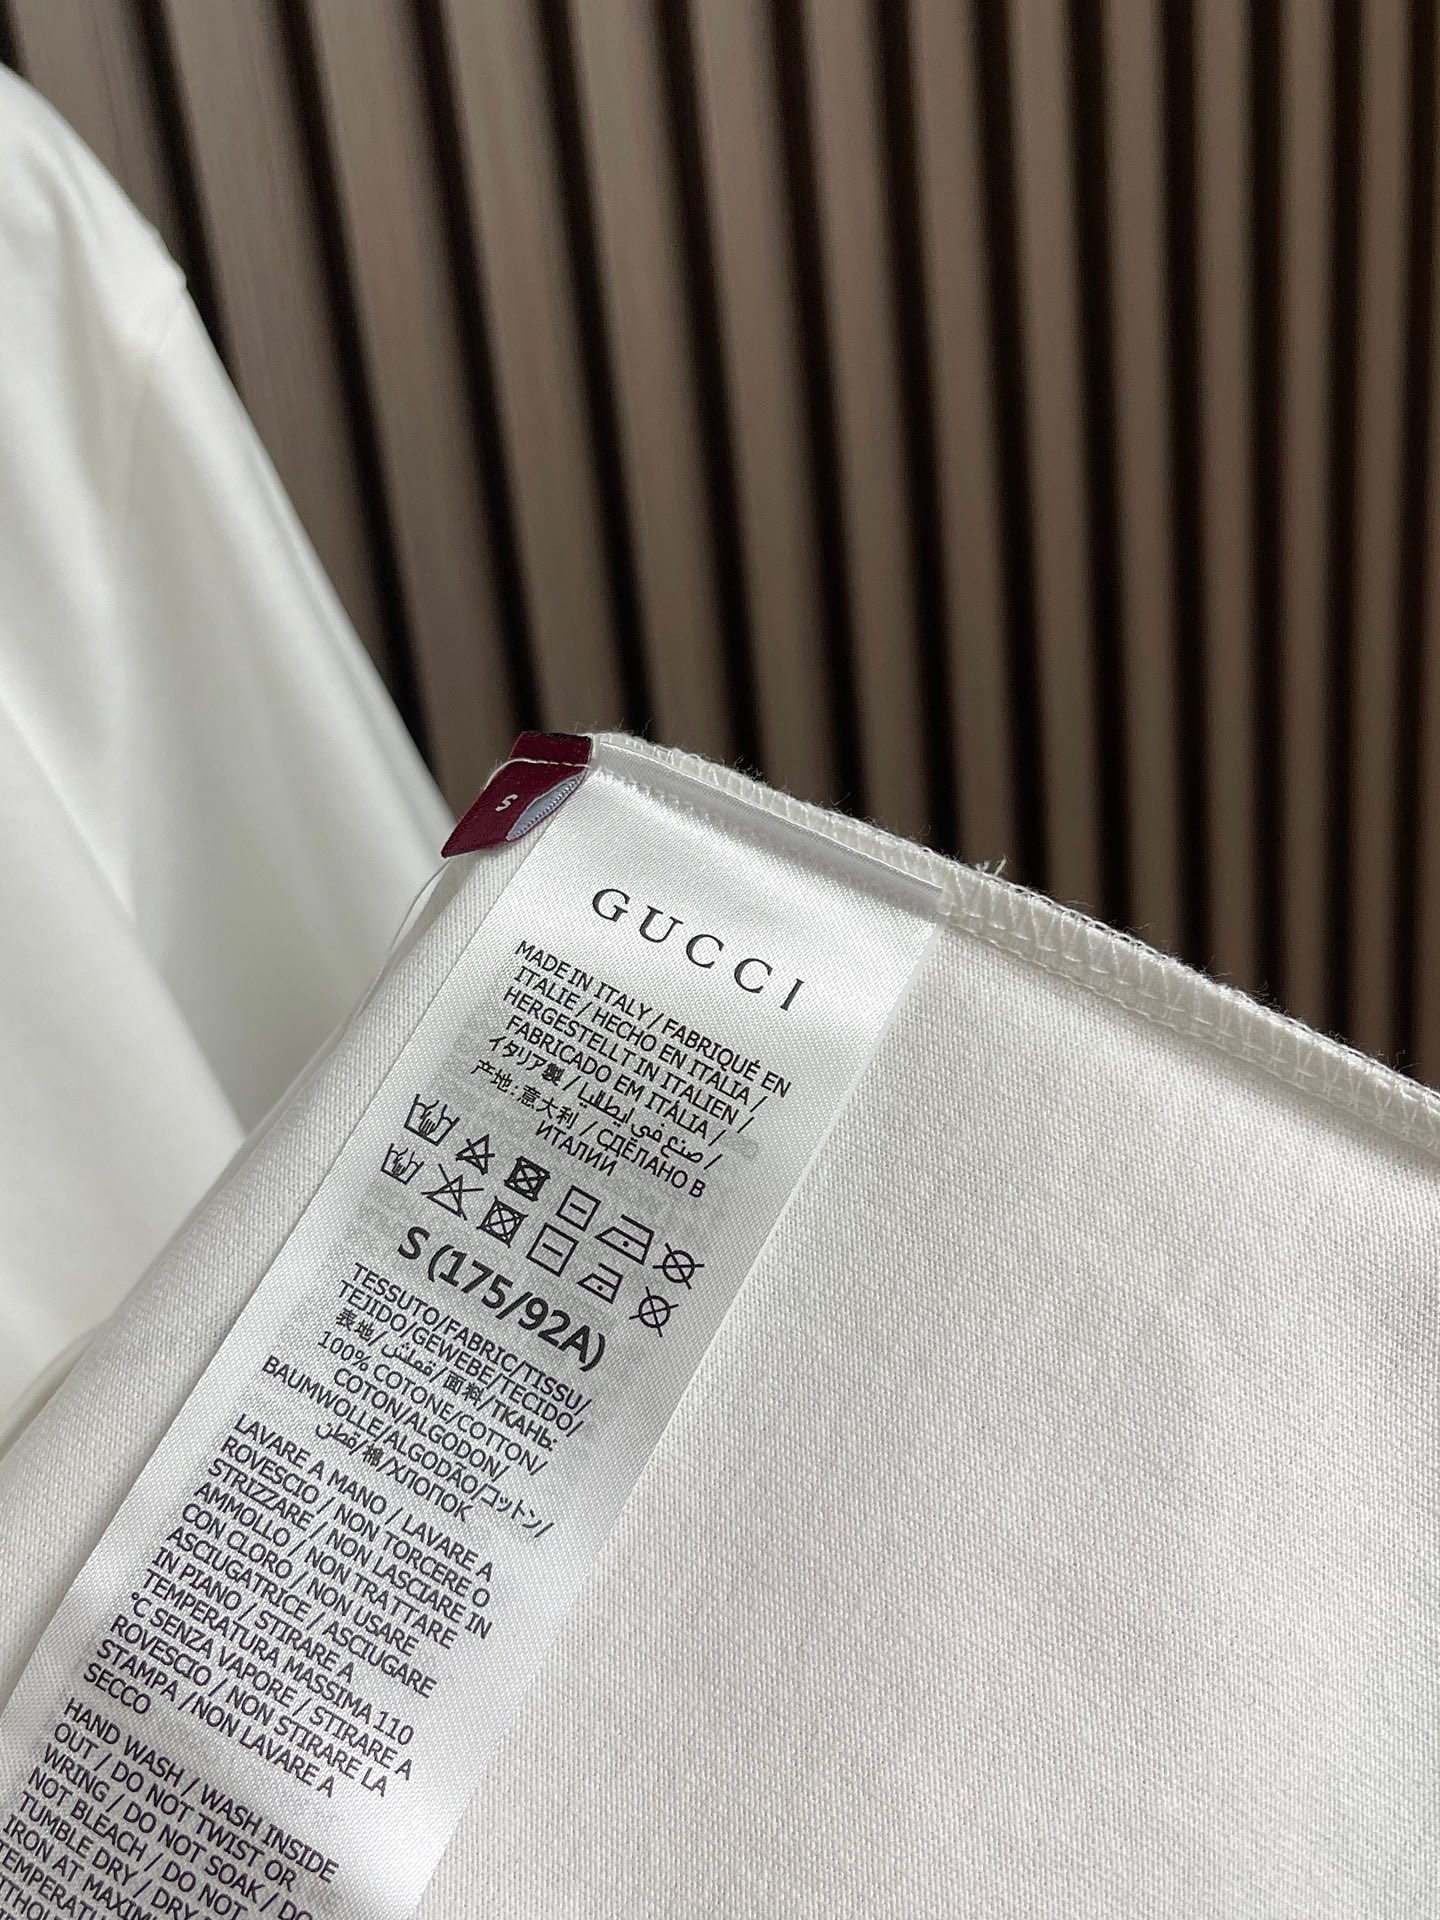 S
GUCCI
MADE IN ITALY / FABRIQUÉ EN
ITALIE / HECHO EN ITALIA /
HERGESTELLT IN ITALIEN /
FABRICADO EM ITÁLIA /
イタリア製 / صنع في ايطاليا /
产地:意大利 / СДЕЛАНО В
ИТАЛИИ
S (175/92A)
TESSUTO/FABRIC/TISSU/
TEJIDO/GEWEBE/TECIDO/
表地/قماش/面料/ТКАНЬ:
100% COTONE/COTTON/
COTON/ALGODON/
BAUMWOLLE/ALGODÃO/コットン/
قطن/棉/ХЛОПОК
LAVARE A MANO / LAVARE A
ROVESCIO / NON TORCERE O
STRIZZARE / NON LASCIARE IN
AMMOLLO / NON TRATTARE
CON CLORO / NON USARE
ASCIUGATRICE / ASCIUGARE
IN PIANO / STIRARE A
TEMPERATURA MASSIMA 110
°C SENZA VAPORE / STIRARE A
ROVESCIO / NON STIRARE LA
STAMPA /NON LAVARE A
SECCO
HAND WASH / WASH INSIDE
OUT / DO NOT TWIST OR
WRING / DO NOT SOAK / DO
NOT BLEACH / DO NOT
TUMBLE DRY / DRY
IRON AT